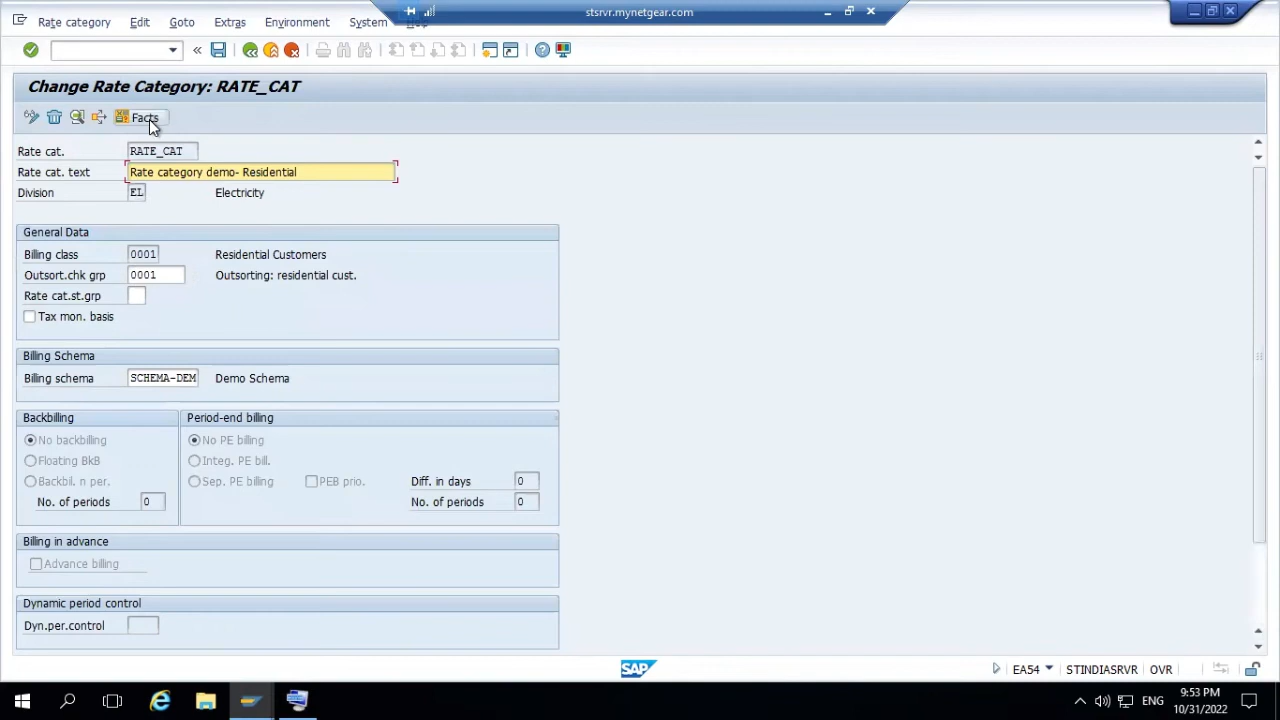 stsrvr.mynetgear.com
Rate category Edit Goto Extras Environment System
Change Rate Category: RATE_CAT
Facts
Rate cat. RATE_CAT
Rate cat. text Rate category demo- Residential
Division EL Electricity
General Data
Billing class 0001 Residential Customers
Outsort.chk grp 0001 Outsorting: residential cust.
Rate cat.st.grp
Tax mon. basis
Billing Schema
Billing schema SCHEMA-DEM Demo Schema
Backbilling Period-end billing
No backbilling No PE billing
Floating BkB Integ. PE bill.
Backbil. n per. Sep. PE billing PEB prio. Diff. in days 0
No. of periods 0 No. of periods 0
Billing in advance
Advance billing
Dynamic period control
Dyn.per.control
SAP EA54 STINDIASRVR OVR
ENG 9:53 PM
10/31/2022